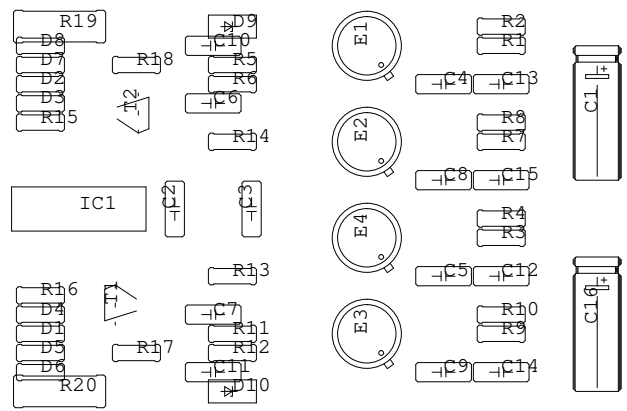 R19
D8
D7
D2
D3
R15
R18
T2
D9
C10
R5
R6
C6
R14
IC1
C2
C3
R13
R16
D4
D1
D5
D6
R20
T1
R17
C7
R11
R12
C11
D10
E1
R2
R1
C4
C13
E2
R8
R7
C8
C15
E4
R4
R3
C5
C12
E3
R10
R9
C9
C14
C1
+
C16
+